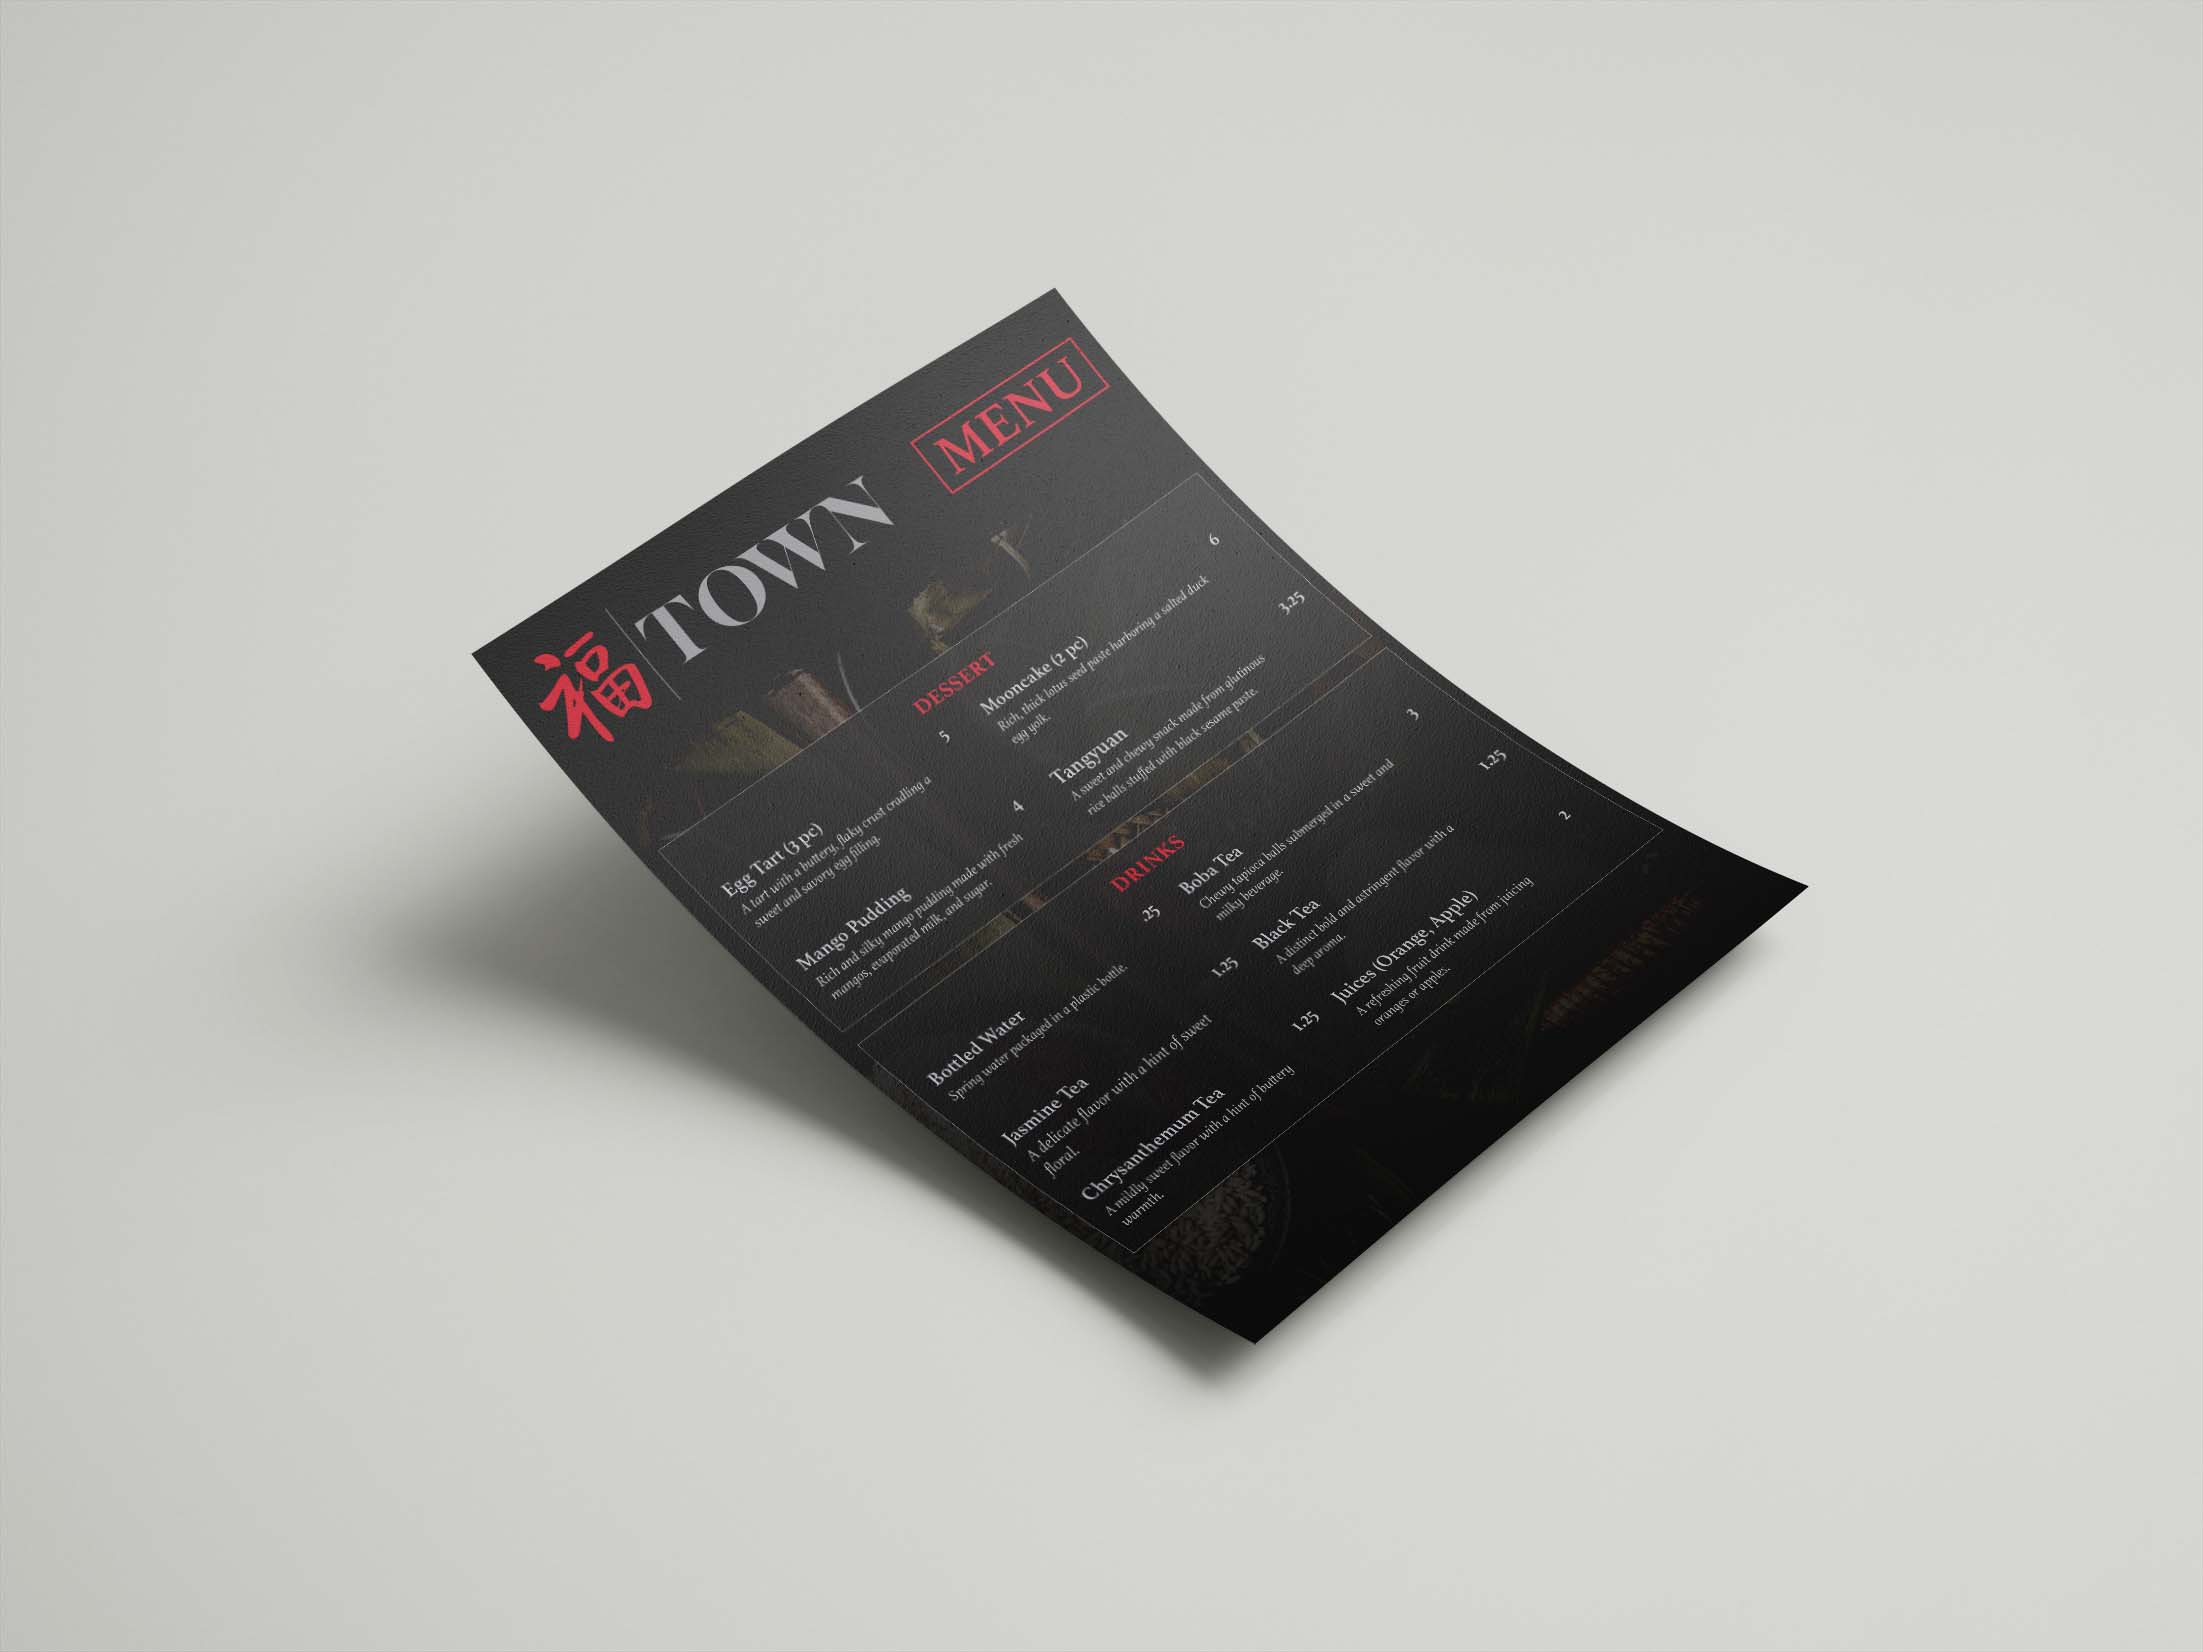 福 TOWN
MENU
DESSERT
Egg Tart (3 pc) 5
A tart with a buttery, flaky crust cradling a
sweet and savory egg filling.
Mango Pudding 4
Rich and silky mango pudding made with fresh
mangos, evaporated milk, and sugar.
Mooncake (2 pc) 6
Rich, thick lotus seed paste harboring a salted duck
egg yolk.
Tangyuan 3.25
A sweet and chewy snack made from glutinous
rice balls stuffed with black sesame paste.
DRINKS
Bottled Water .25
Spring water packaged in a plastic bottle.
Jasmine Tea 1.25
A delicate flavor with a hint of sweet
floral.
Chrysanthemum Tea 1.25
A mildly sweet flavor with a hint of buttery
warmth.
Boba Tea 3
Chewy tapioca balls submerged in a sweet and
milky beverage.
Black Tea 1.25
A distinct bold and astringent flavor with a
deep aroma.
Juices (Orange, Apple) 2
A refreshing fruit drink made from juicing
oranges or apples.